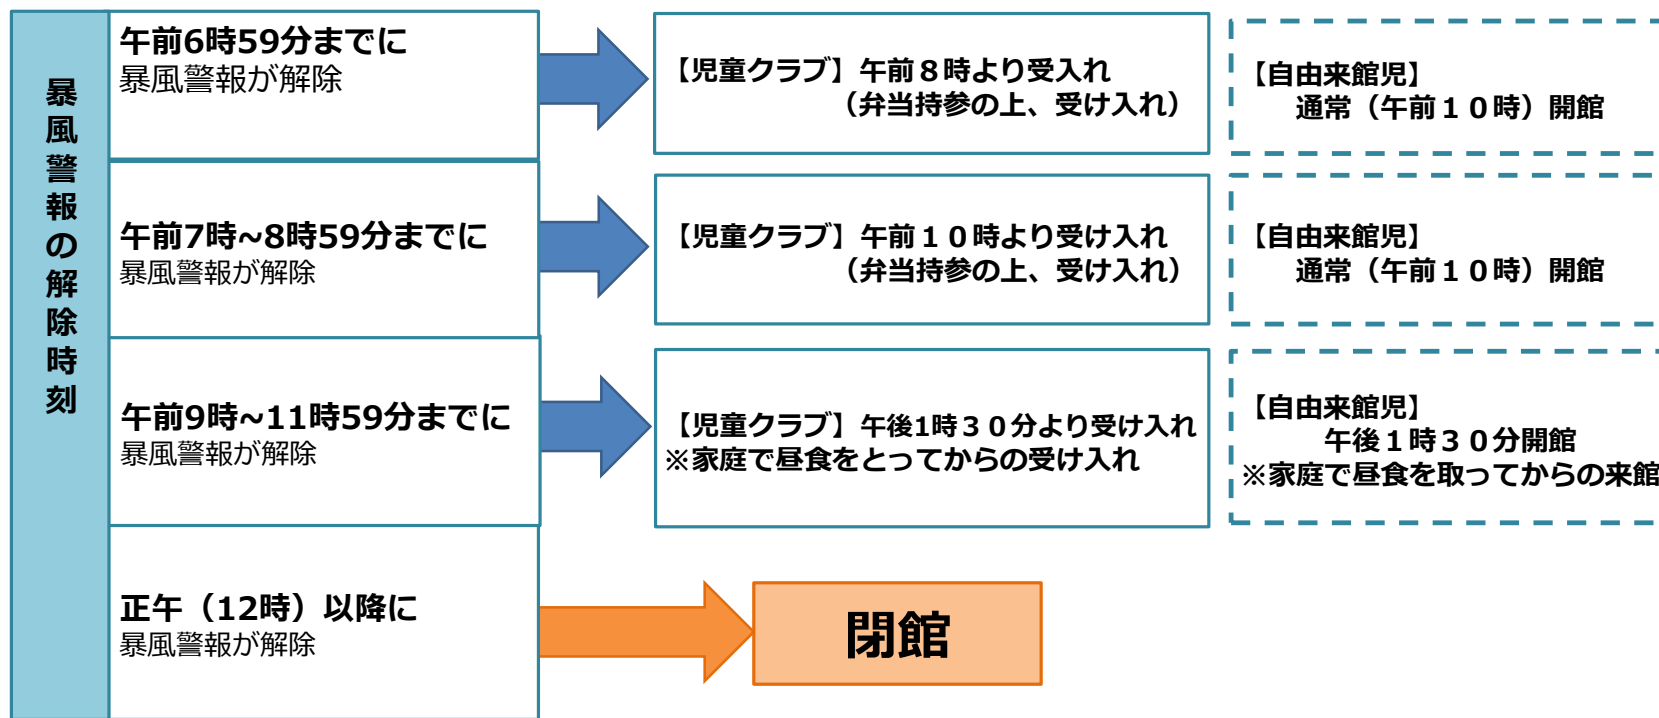 暴風警報の解除時刻
午前6時59分までに
暴風警報が解除
【児童クラブ】午前８時より受入れ
（弁当持参の上、受け入れ）
【自由来館児】
通常（午前１０時）開館
午前7時~8時59分までに
暴風警報が解除
【児童クラブ】午前１０時より受け入れ
（弁当持参の上、受け入れ）
【自由来館児】
通常（午前１０時）開館
午前9時~11時59分までに
暴風警報が解除
【児童クラブ】午後1時３０分より受け入れ
※家庭で昼食をとってからの受け入れ
【自由来館児】
午後１時３０分開館
※家庭で昼食を取ってからの来館
正午（12時）以降に
暴風警報が解除
閉館